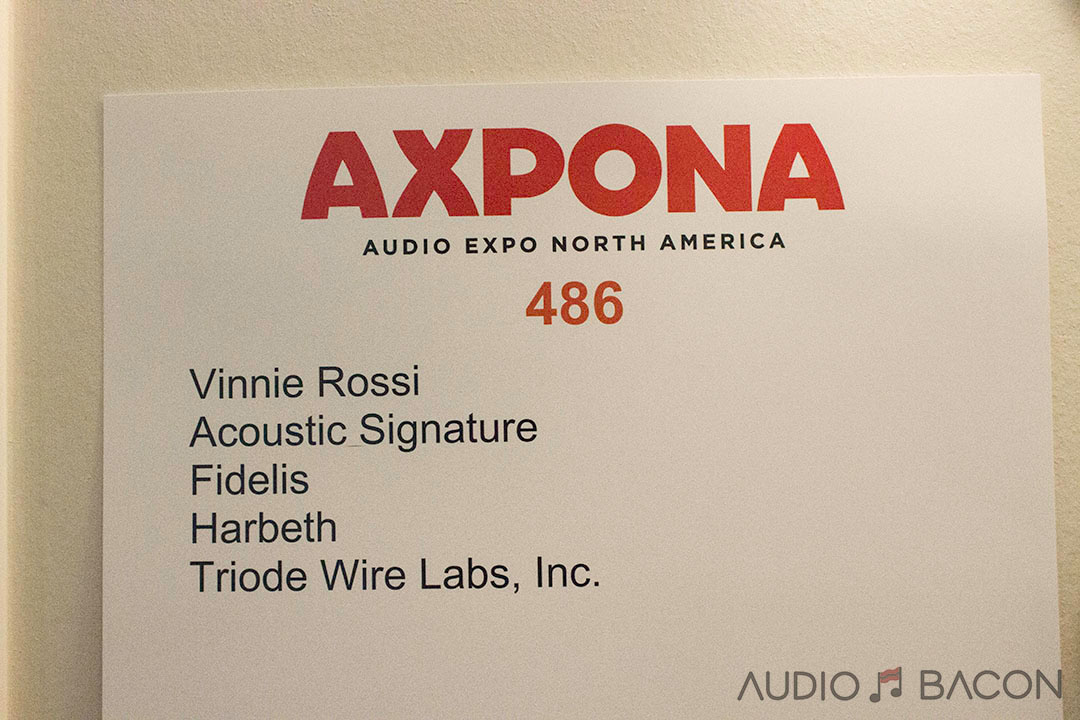 AXPONA
AUDIO EXPO NORTH AMERICA
486
Vinnie Rossi
Acoustic Signature
Fidelis
Harbeth
Triode Wire Labs, Inc.
AUDIO BACON